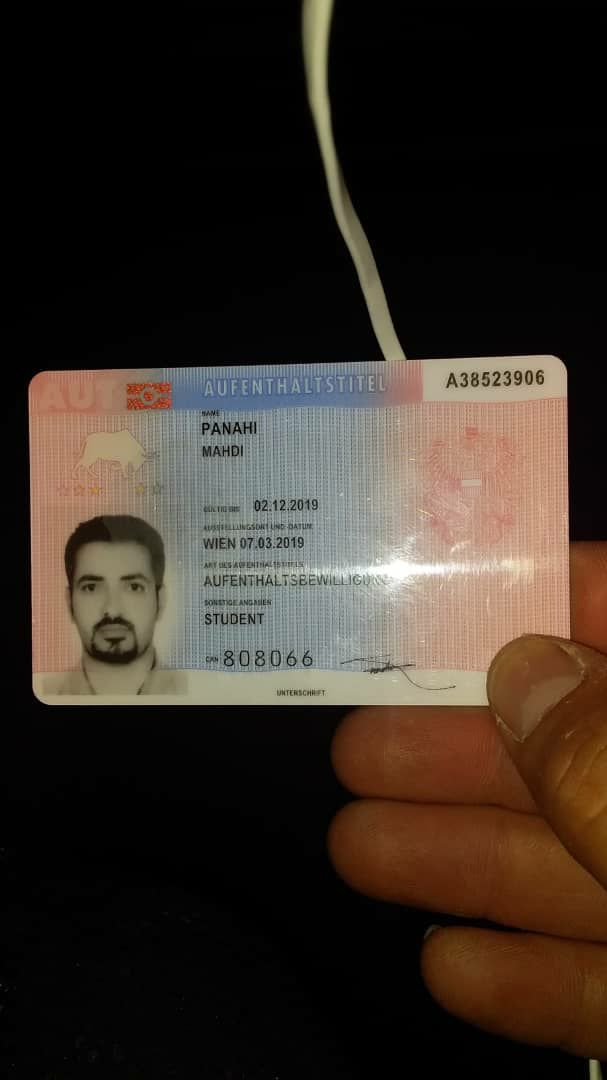 AUT
AUFENTHALTSTITEL
A38523906
NAME
PANAHI
MAHDI
GÜLTIG BIS 02.12.2019
AUSSTELLUNGSORT UND -DATUM
WIEN 07.03.2019
ART DES AUFENTHALTSTITELS
AUFENTHALTSBEWILLIGUNG
SONSTIGE ANGABEN
STUDENT
CAN 808066
UNTERSCHRIFT